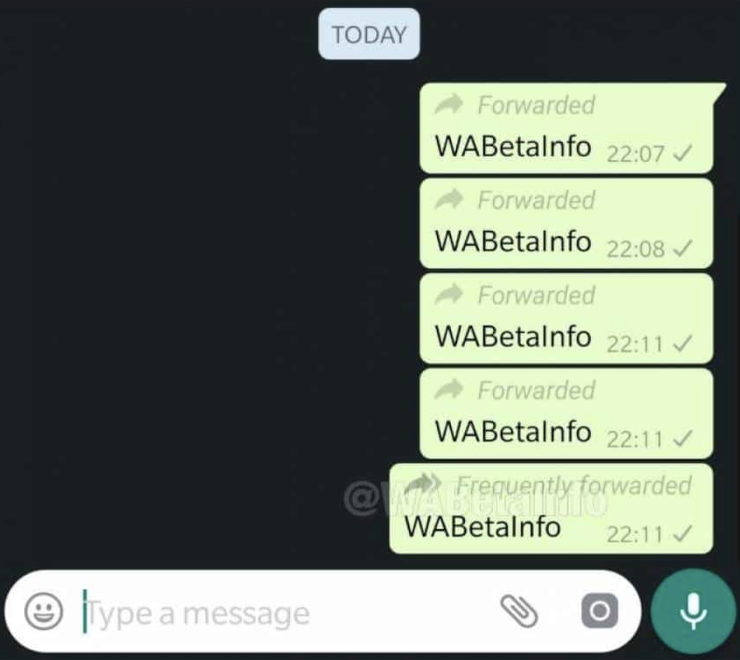 TODAY
Forwarded
WABetaInfo 22:07
Forwarded
WABetaInfo 22:08
Forwarded
WABetaInfo 22:11
Forwarded
WABetaInfo 22:11
Frequently forwarded
@WABetaInfo
WABetaInfo 22:11
Type a message